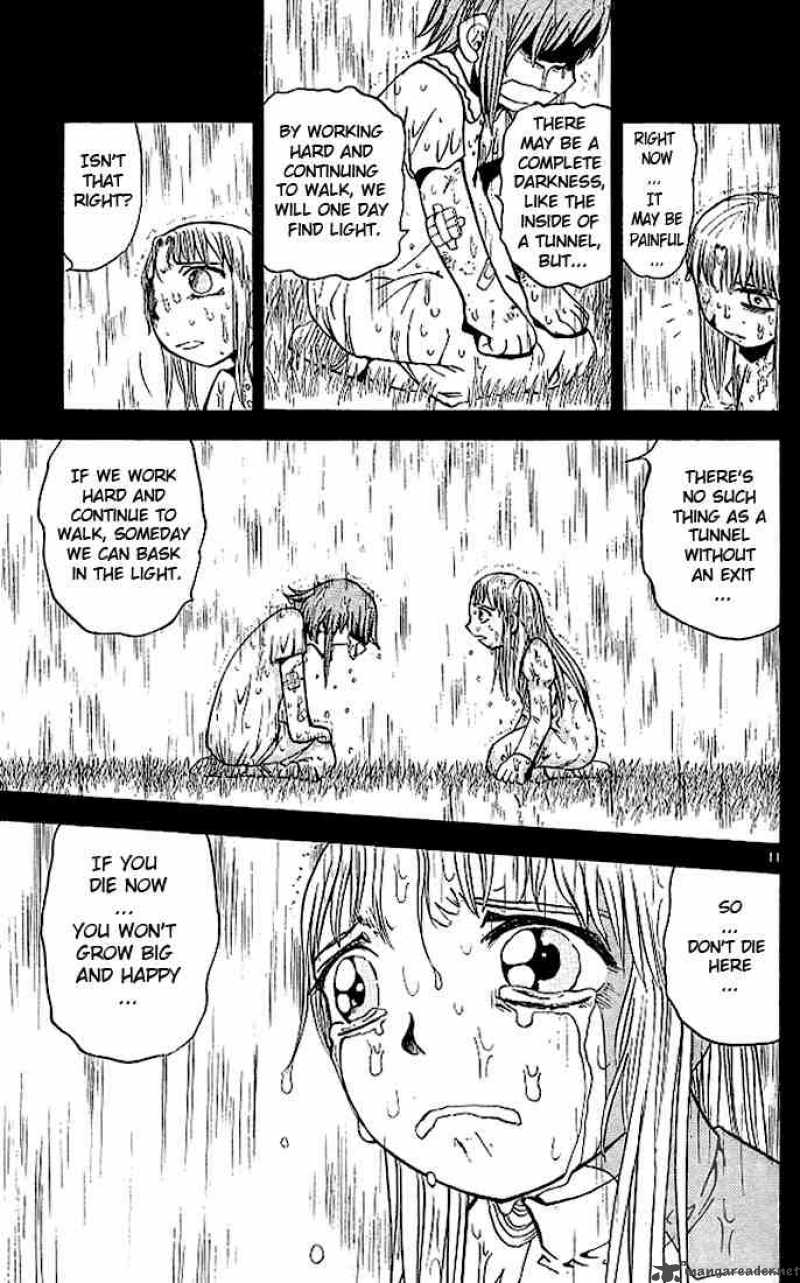 RIGHT
NOW
...
IT
MAY BE
PAINFUL
...
THERE
MAY BE A
COMPLETE
DARKNESS,
LIKE THE
INSIDE OF
A TUNNEL,
BUT...
BY WORKING
HARD AND
CONTINUING
TO WALK, WE
WILL ONE DAY
FIND LIGHT.
ISN'T
THAT
RIGHT?
THERE'S
NO SUCH
THING AS A
TUNNEL
WITHOUT
AN EXIT
...
IF WE WORK
HARD AND
CONTINUE TO
WALK, SOMEDAY
WE CAN BASK
IN THE LIGHT.
11
SO
...
DON'T DIE
HERE
...
IF YOU
DIE NOW
...
YOU WON'T
GROW BIG
AND HAPPY
...
mangareader.net